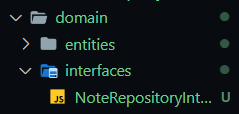 domain
entities
interfaces
JS NoteRepositoryInt... U